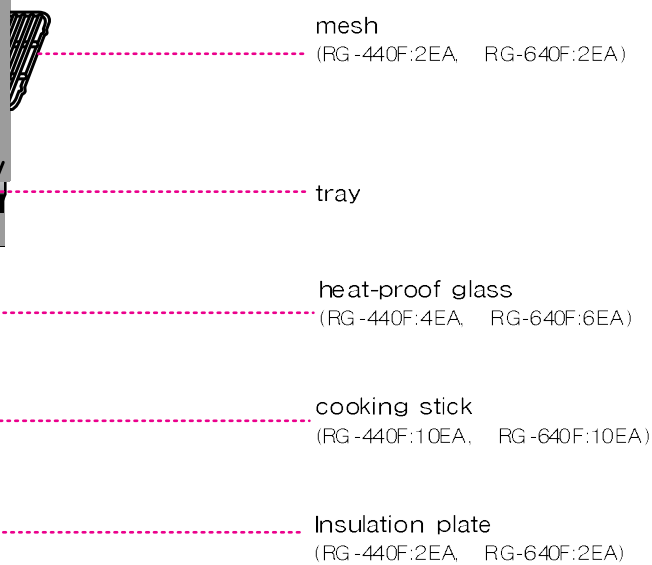 mesh
(RG-440F:2EA, RG-640F:2EA)
tray
heat-proof glass
(RG-440F:4EA, RG-640F:6EA)
cooking stick
(RG-440F:10EA, RG-640F:10EA)
Insulation plate
(RG-440F:2EA, RG-640F:2EA)